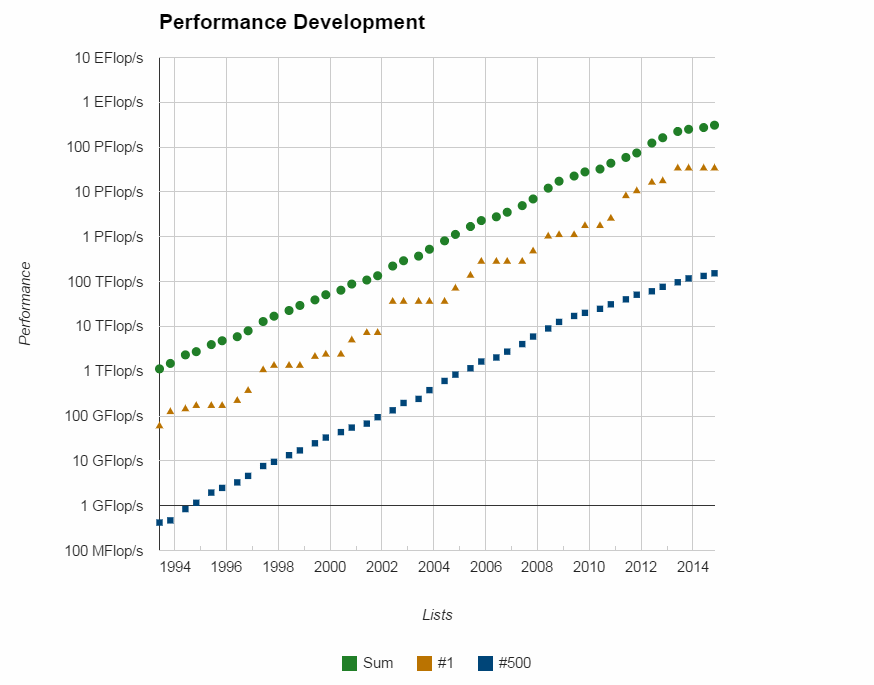 Performance Development
10 EFlop/s
1 EFlop/s
100 PFlop/s
10 PFlop/s
1 PFlop/s
100 TFlop/s
10 TFlop/s
1 TFlop/s
100 GFlop/s
10 GFlop/s
1 GFlop/s
100 MFlop/s
Performance
1994 1996 1998 2000 2002 2004 2006 2008 2010 2012 2014
Lists
Sum #1 #500